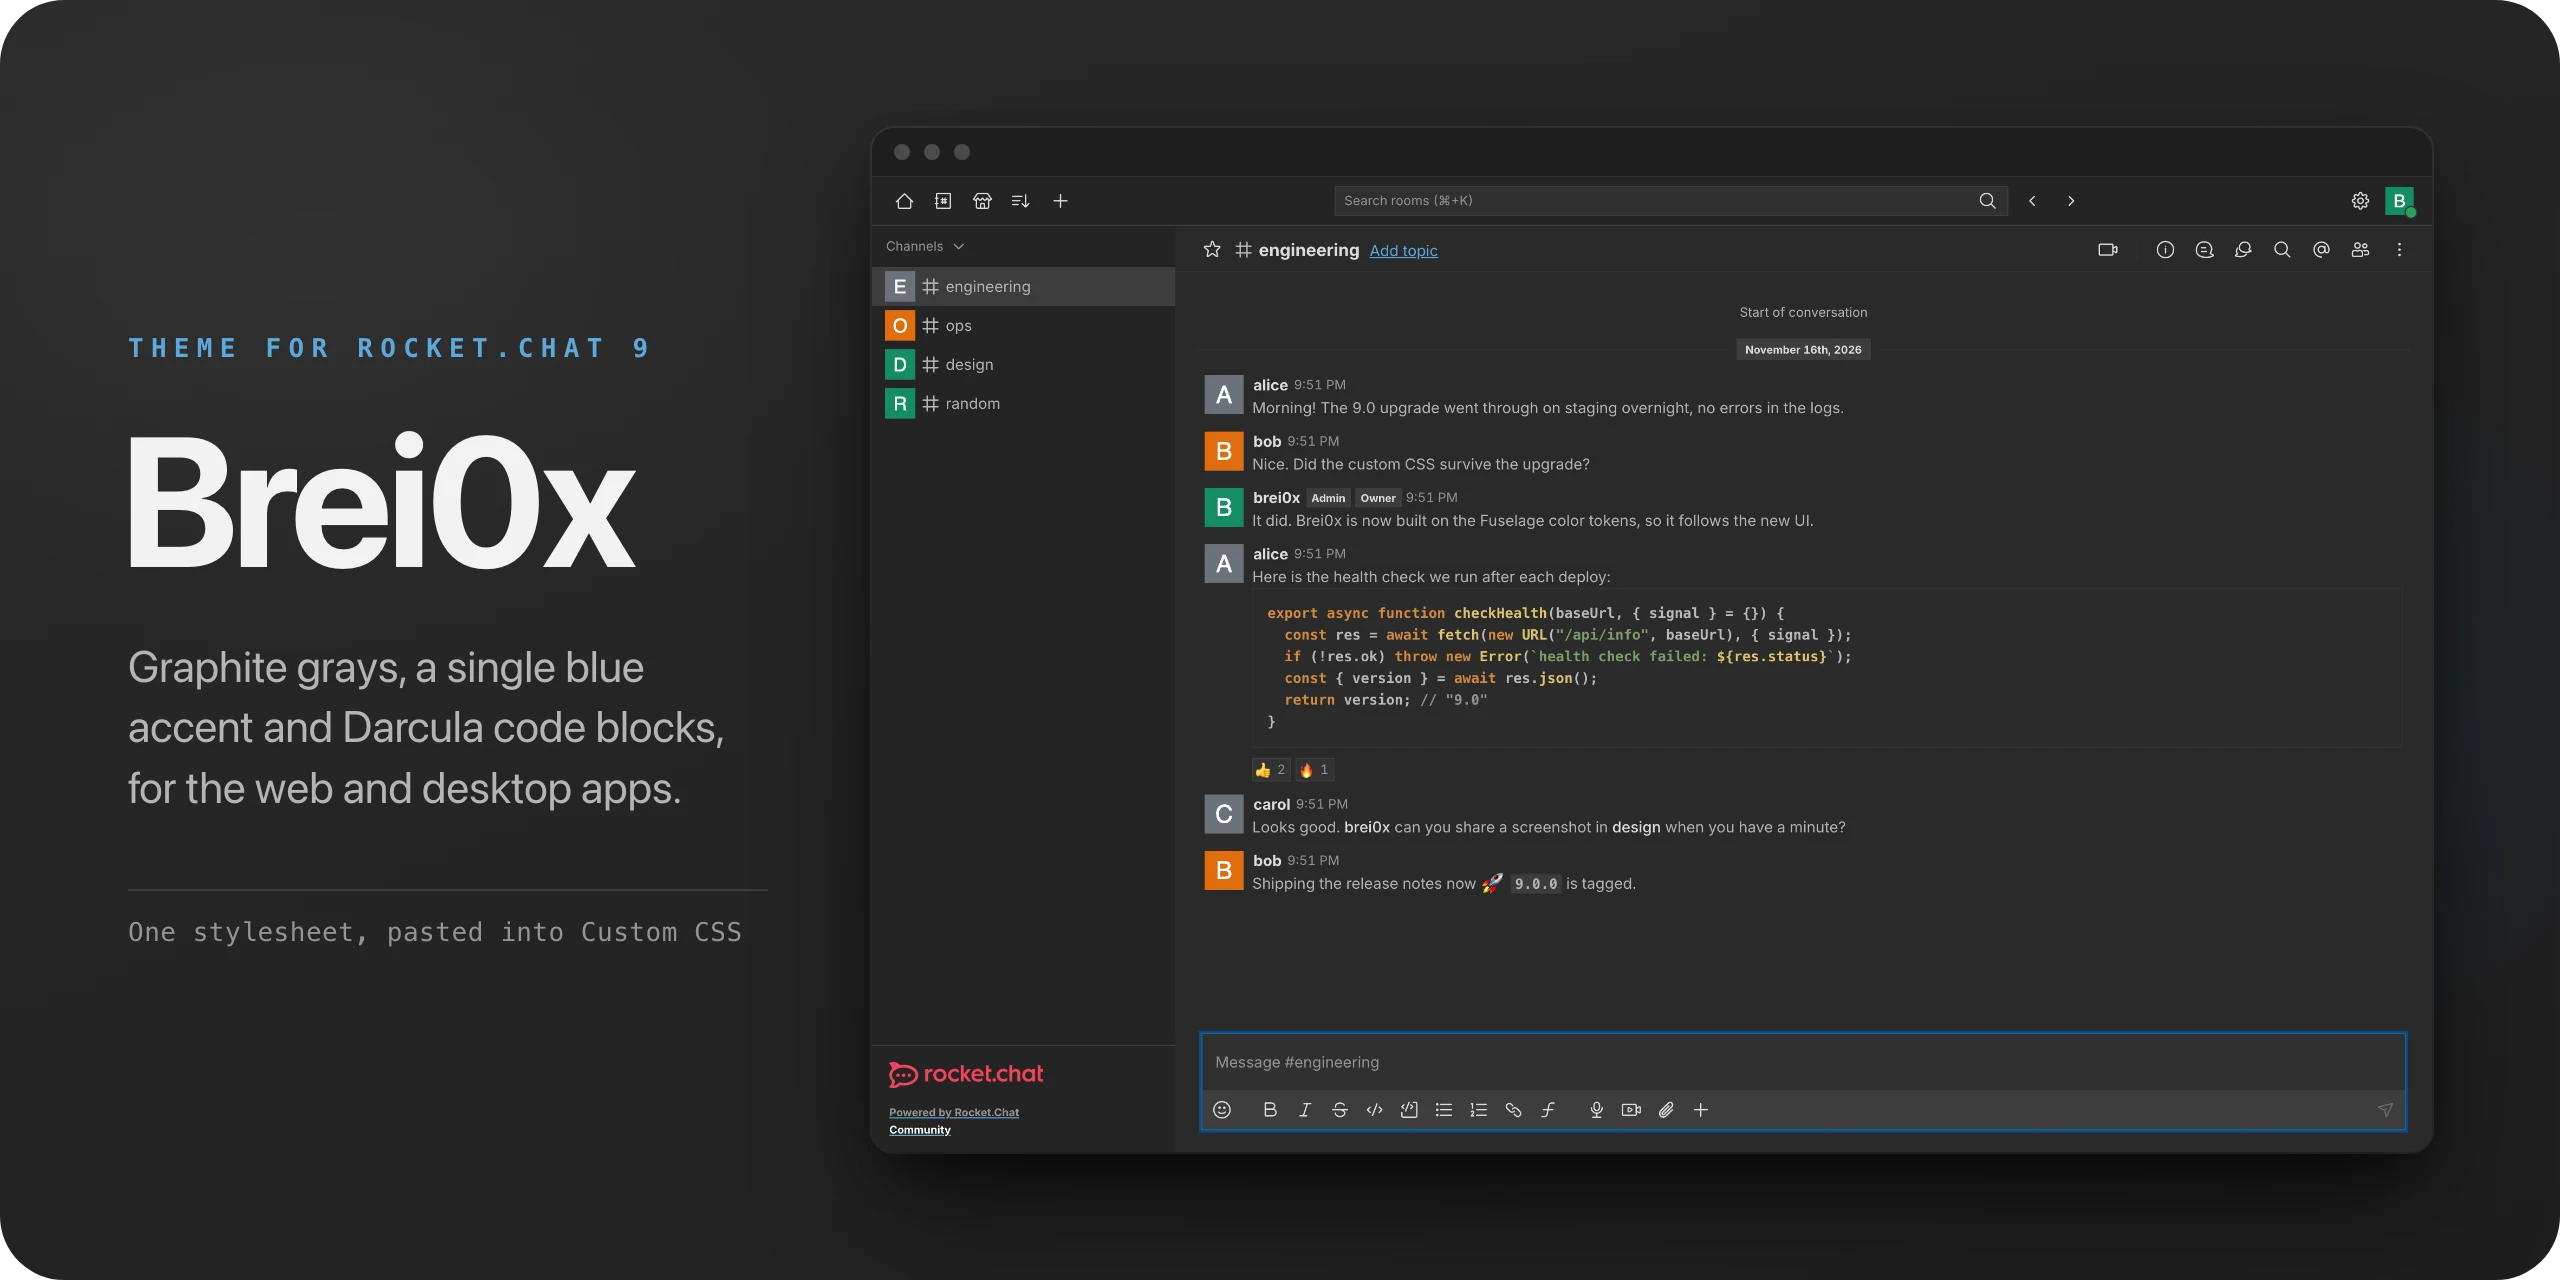 THEME FOR ROCKET.CHAT 9
Brei0x
Graphite grays, a single blue
accent and Darcula code blocks,
for the web and desktop apps.
One stylesheet, pasted into Custom CSS
Search rooms (⌘+K)
B
Channels
E # engineering
O # ops
D # design
R # random
rocket.chat
Powered by Rocket.Chat
Community
# engineering Add topic
Start of conversation
November 16th, 2026
A
alice 9:51 PM
Morning! The 9.0 upgrade went through on staging overnight, no errors in the logs.
B
bob 9:51 PM
Nice. Did the custom CSS survive the upgrade?
B
brei0x Admin Owner 9:51 PM
It did. Brei0x is now built on the Fuselage color tokens, so it follows the new UI.
A
alice 9:51 PM
Here is the health check we run after each deploy:
export async function checkHealth(baseUrl, { signal } = {}) {
  const res = await fetch(new URL("/api/info", baseUrl), { signal });
  if (!res.ok) throw new Error(`health check failed: ${res.status}`);
  const { version } = await res.json();
  return version; // "9.0"
}
👍 2 🔥 1
C
carol 9:51 PM
Looks good. brei0x can you share a screenshot in design when you have a minute?
B
bob 9:51 PM
Shipping the release notes now 🚀 9.0.0 is tagged.
Message #engineering